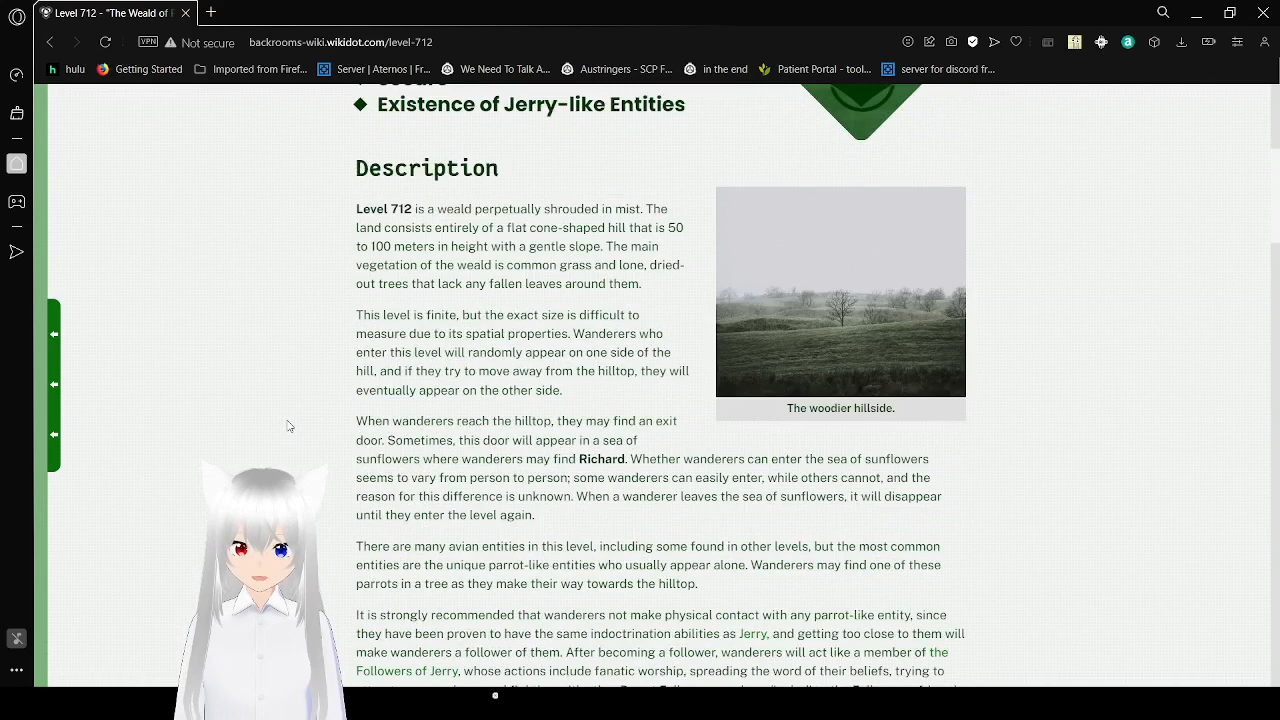 Level 712 - "The Weald of F
VPN
Not secure
backrooms-wiki.wikidot.com/level-712
hulu
Getting Started
Imported from Firef...
Server | Aternos | Fr...
We Need To Talk A...
Austringers - SCP F...
in the end
Patient Portal - tool...
server for discord fr...
Existence of Jerry-like Entities
Description
Level 712 is a weald perpetually shrouded in mist. The
land consists entirely of a flat cone-shaped hill that is 50
to 100 meters in height with a gentle slope. The main
vegetation of the weald is common grass and lone, dried-
out trees that lack any fallen leaves around them.
This level is finite, but the exact size is difficult to
measure due to its spatial properties. Wanderers who
enter this level will randomly appear on one side of the
hill, and if they try to move away from the hilltop, they will
eventually appear on the other side.
The woodier hillside.
When wanderers reach the hilltop, they may find an exit
door. Sometimes, this door will appear in a sea of
sunflowers where wanderers may find Richard. Whether wanderers can enter the sea of sunflowers
seems to vary from person to person; some wanderers can easily enter, while others cannot, and the
reason for this difference is unknown. When a wanderer leaves the sea of sunflowers, it will disappear
until they enter the level again.
There are many avian entities in this level, including some found in other levels, but the most common
entities are the unique parrot-like entities who usually appear alone. Wanderers may find one of these
parrots in a tree as they make their way towards the hilltop.
It is strongly recommended that wanderers not make physical contact with any parrot-like entity, since
they have been proven to have the same indoctrination abilities as Jerry, and getting too close to them will
make wanderers a follower of them. After becoming a follower, wanderers will act like a member of the
Followers of Jerry, whose actions include fanatic worship, spreading the word of their beliefs, trying to